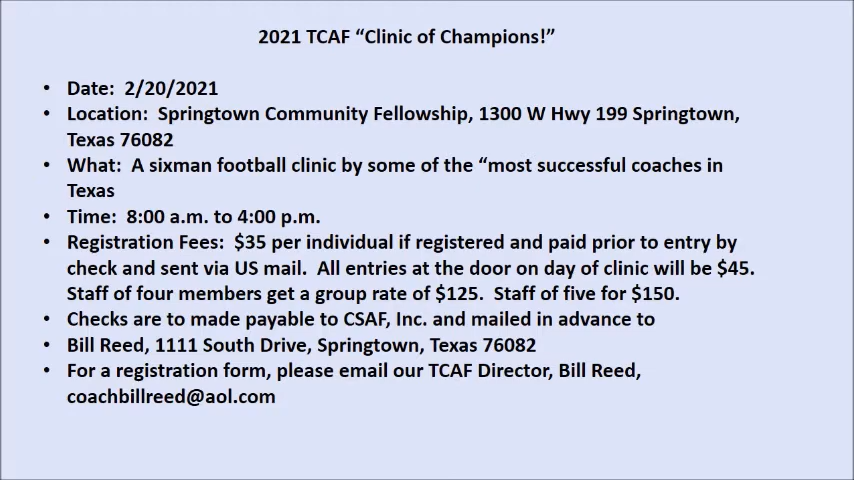 2021 TCAF “Clinic of Champions!”
• Date:  2/20/2021
• Location:  Springtown Community Fellowship, 1300 W Hwy 199 Springtown,
Texas 76082
• What:  A sixman football clinic by some of the “most successful coaches in
Texas
• Time:  8:00 a.m. to 4:00 p.m.
• Registration Fees:  $35 per individual if registered and paid prior to entry by
check and sent via US mail.  All entries at the door on day of clinic will be $45.
Staff of four members get a group rate of $125.  Staff of five for $150.
• Checks are to made payable to CSAF, Inc. and mailed in advance to
• Bill Reed, 1111 South Drive, Springtown, Texas 76082
• For a registration form, please email our TCAF Director, Bill Reed,
coachbillreed@aol.com